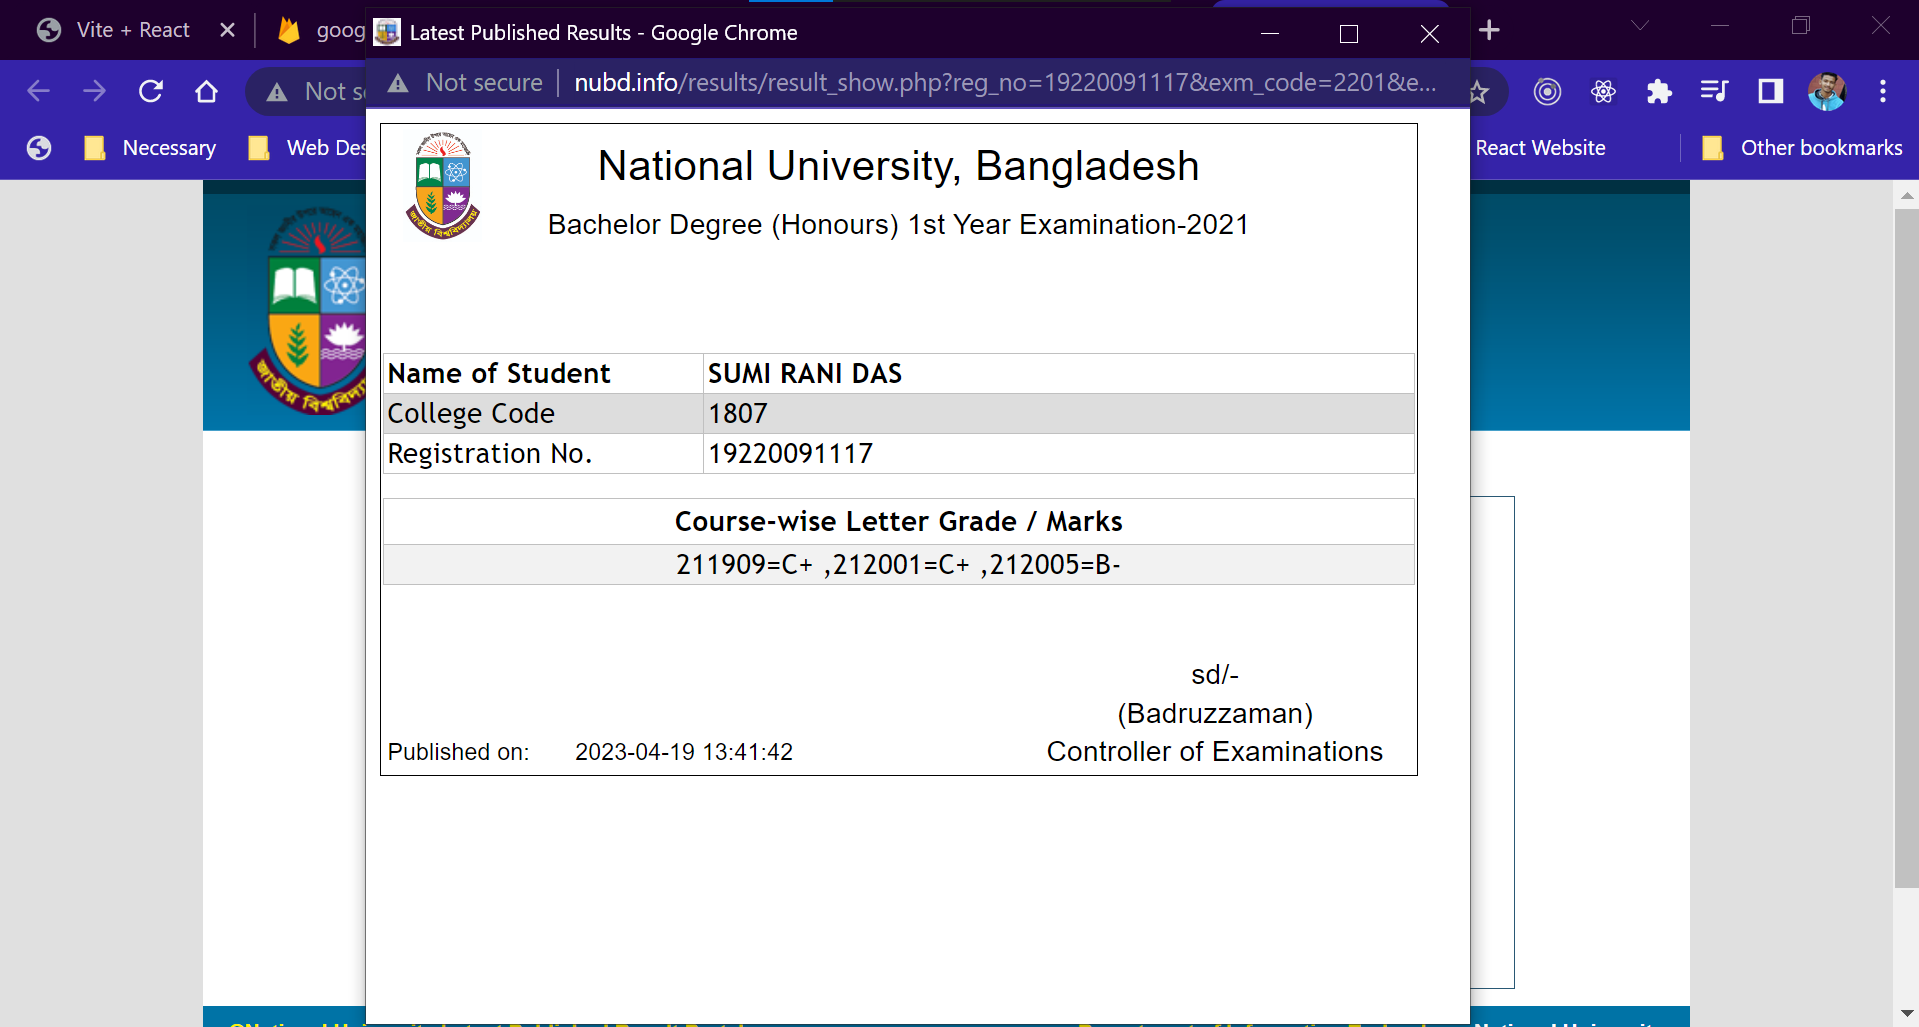 Vite + React
goog
Latest Published Results - Google Chrome
Not s
Not secure
nubd.info/results/result_show.php?reg_no=19220091117&exm_code=2201&e...
Necessary
Web Des
React Website
Other bookmarks
National University, Bangladesh
Bachelor Degree (Honours) 1st Year Examination-2021
জাতীয় বিশ্ববিদ্যালয়
Name of Student SUMI RANI DAS
College Code 1807
Registration No. 19220091117
Course-wise Letter Grade / Marks
211909=C+ ,212001=C+ ,212005=B-
sd/-
(Badruzzaman)
Published on: 2023-04-19 13:41:42
Controller of Examinations